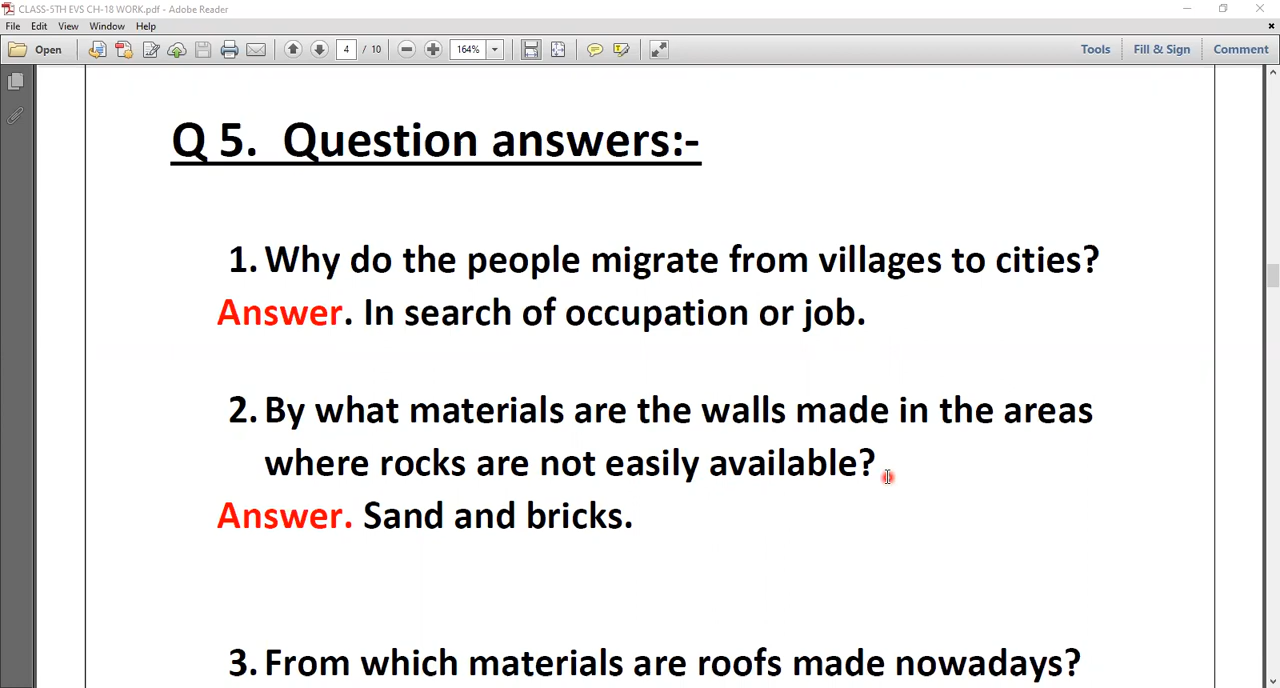 CLASS-5TH EVS CH-18 WORK.pdf - Adobe Reader
File Edit View Window Help
Open 4 / 10 164% Tools Fill & Sign Comment
Q 5. Question answers:-
1. Why do the people migrate from villages to cities?
Answer. In search of occupation or job.
2. By what materials are the walls made in the areas
where rocks are not easily available?
Answer. Sand and bricks.
3. From which materials are roofs made nowadays?